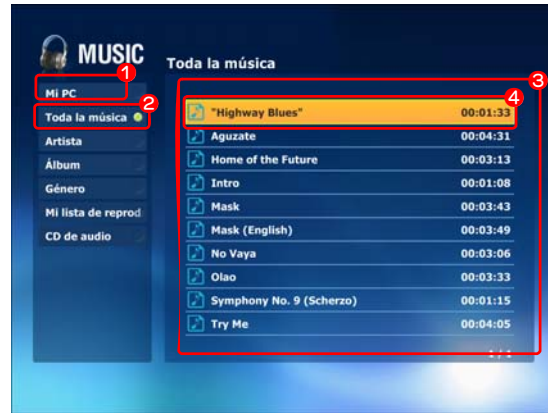 MUSIC
Toda la música
1
Mi PC
2
Toda la música
Artista
Álbum
Género
Mi lista de reprod
CD de audio
3
4
"Highway Blues" 00:01:33
Aguzate 00:04:31
Home of the Future 00:03:13
Intro 00:01:08
Mask 00:03:43
Mask (English) 00:03:49
No Vaya 00:03:06
Olao 00:03:33
Symphony No. 9 (Scherzo) 00:01:15
Try Me 00:04:05
1 / 1